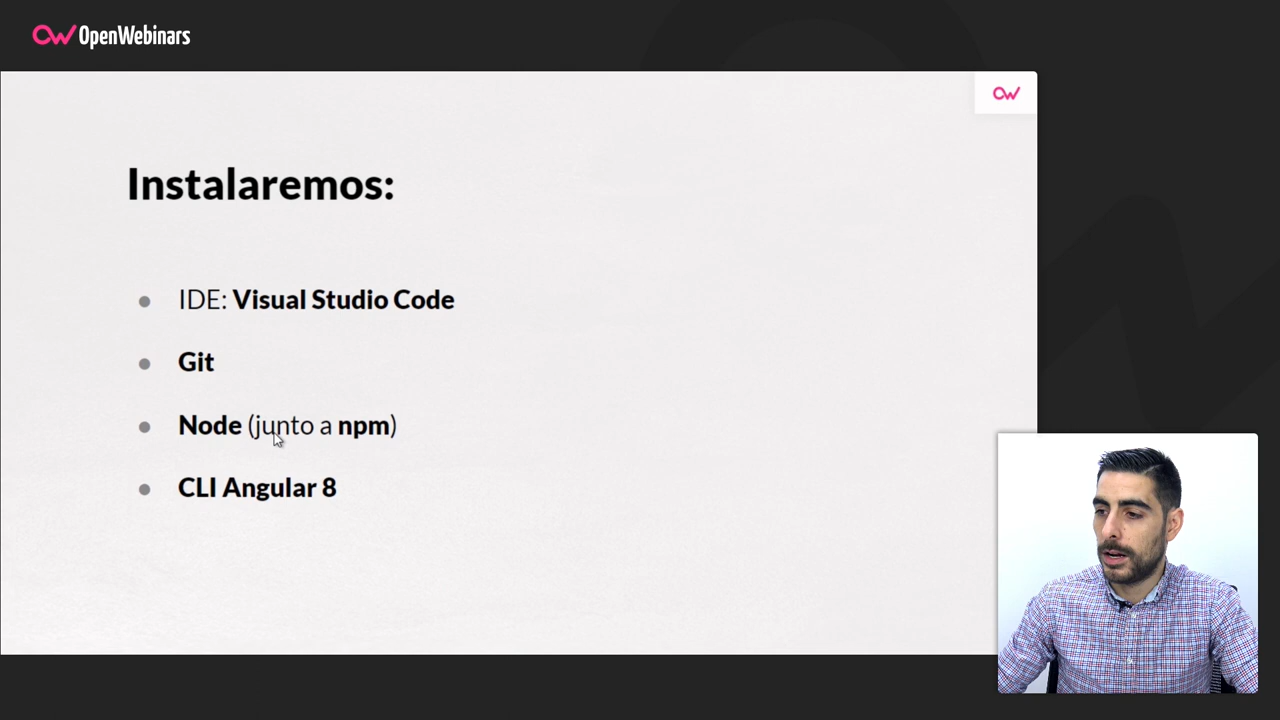 OpenWebinars
Instalaremos:
IDE: Visual Studio Code
Git
Node (junto a npm)
CLI Angular 8